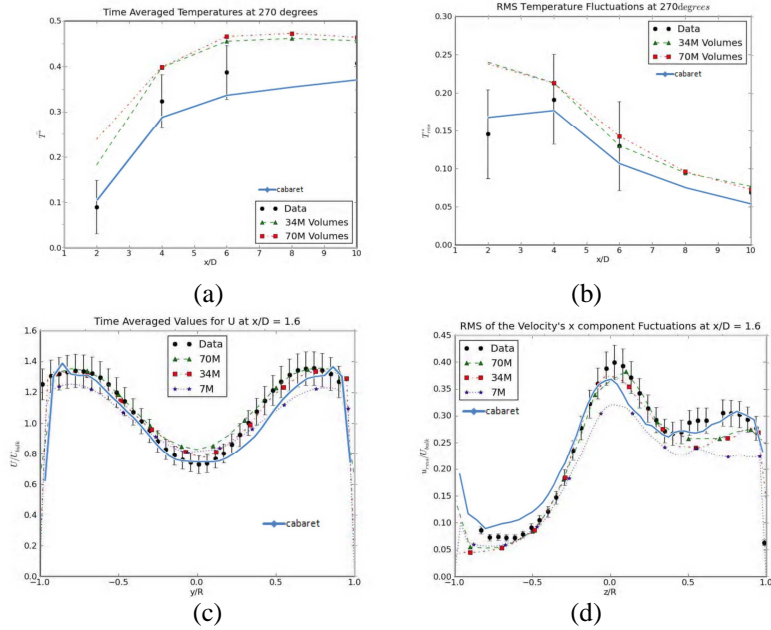 Time Averaged Temperatures at 270 degrees
0.5
0.4
0.3
0.2
0.1
0.0
1 2 3 4 5 6 7 8 9 10
x/D
cabaret
Data
34M Volumes
70M Volumes
(a)
RMS Temperature Fluctuations at 270degrees
0.30
0.25
0.20
0.15
0.10
0.05
0.00
1 2 3 4 5 6 7 8 9 10
x/D
T*rms
Data
34M Volumes
70M Volumes
cabaret
(b)
Time Averaged Values for U at x/D = 1.6
1.6
1.4
1.2
1.0
0.8
0.6
0.4
0.2
0.0
−1.0 −0.5 0.0 0.5 1.0
y/R
U/Ubulk
Data
70M
34M
7M
cabaret
(c)
RMS of the Velocity's x component Fuctuations at x/D = 1.6
0.45
0.40
0.35
0.30
0.25
0.20
0.15
0.10
0.05
0.00
−1.0 −0.5 0.0 0.5 1.0
z/R
urms/Ubulk
Data
70M
34M
7M
cabaret
(d)